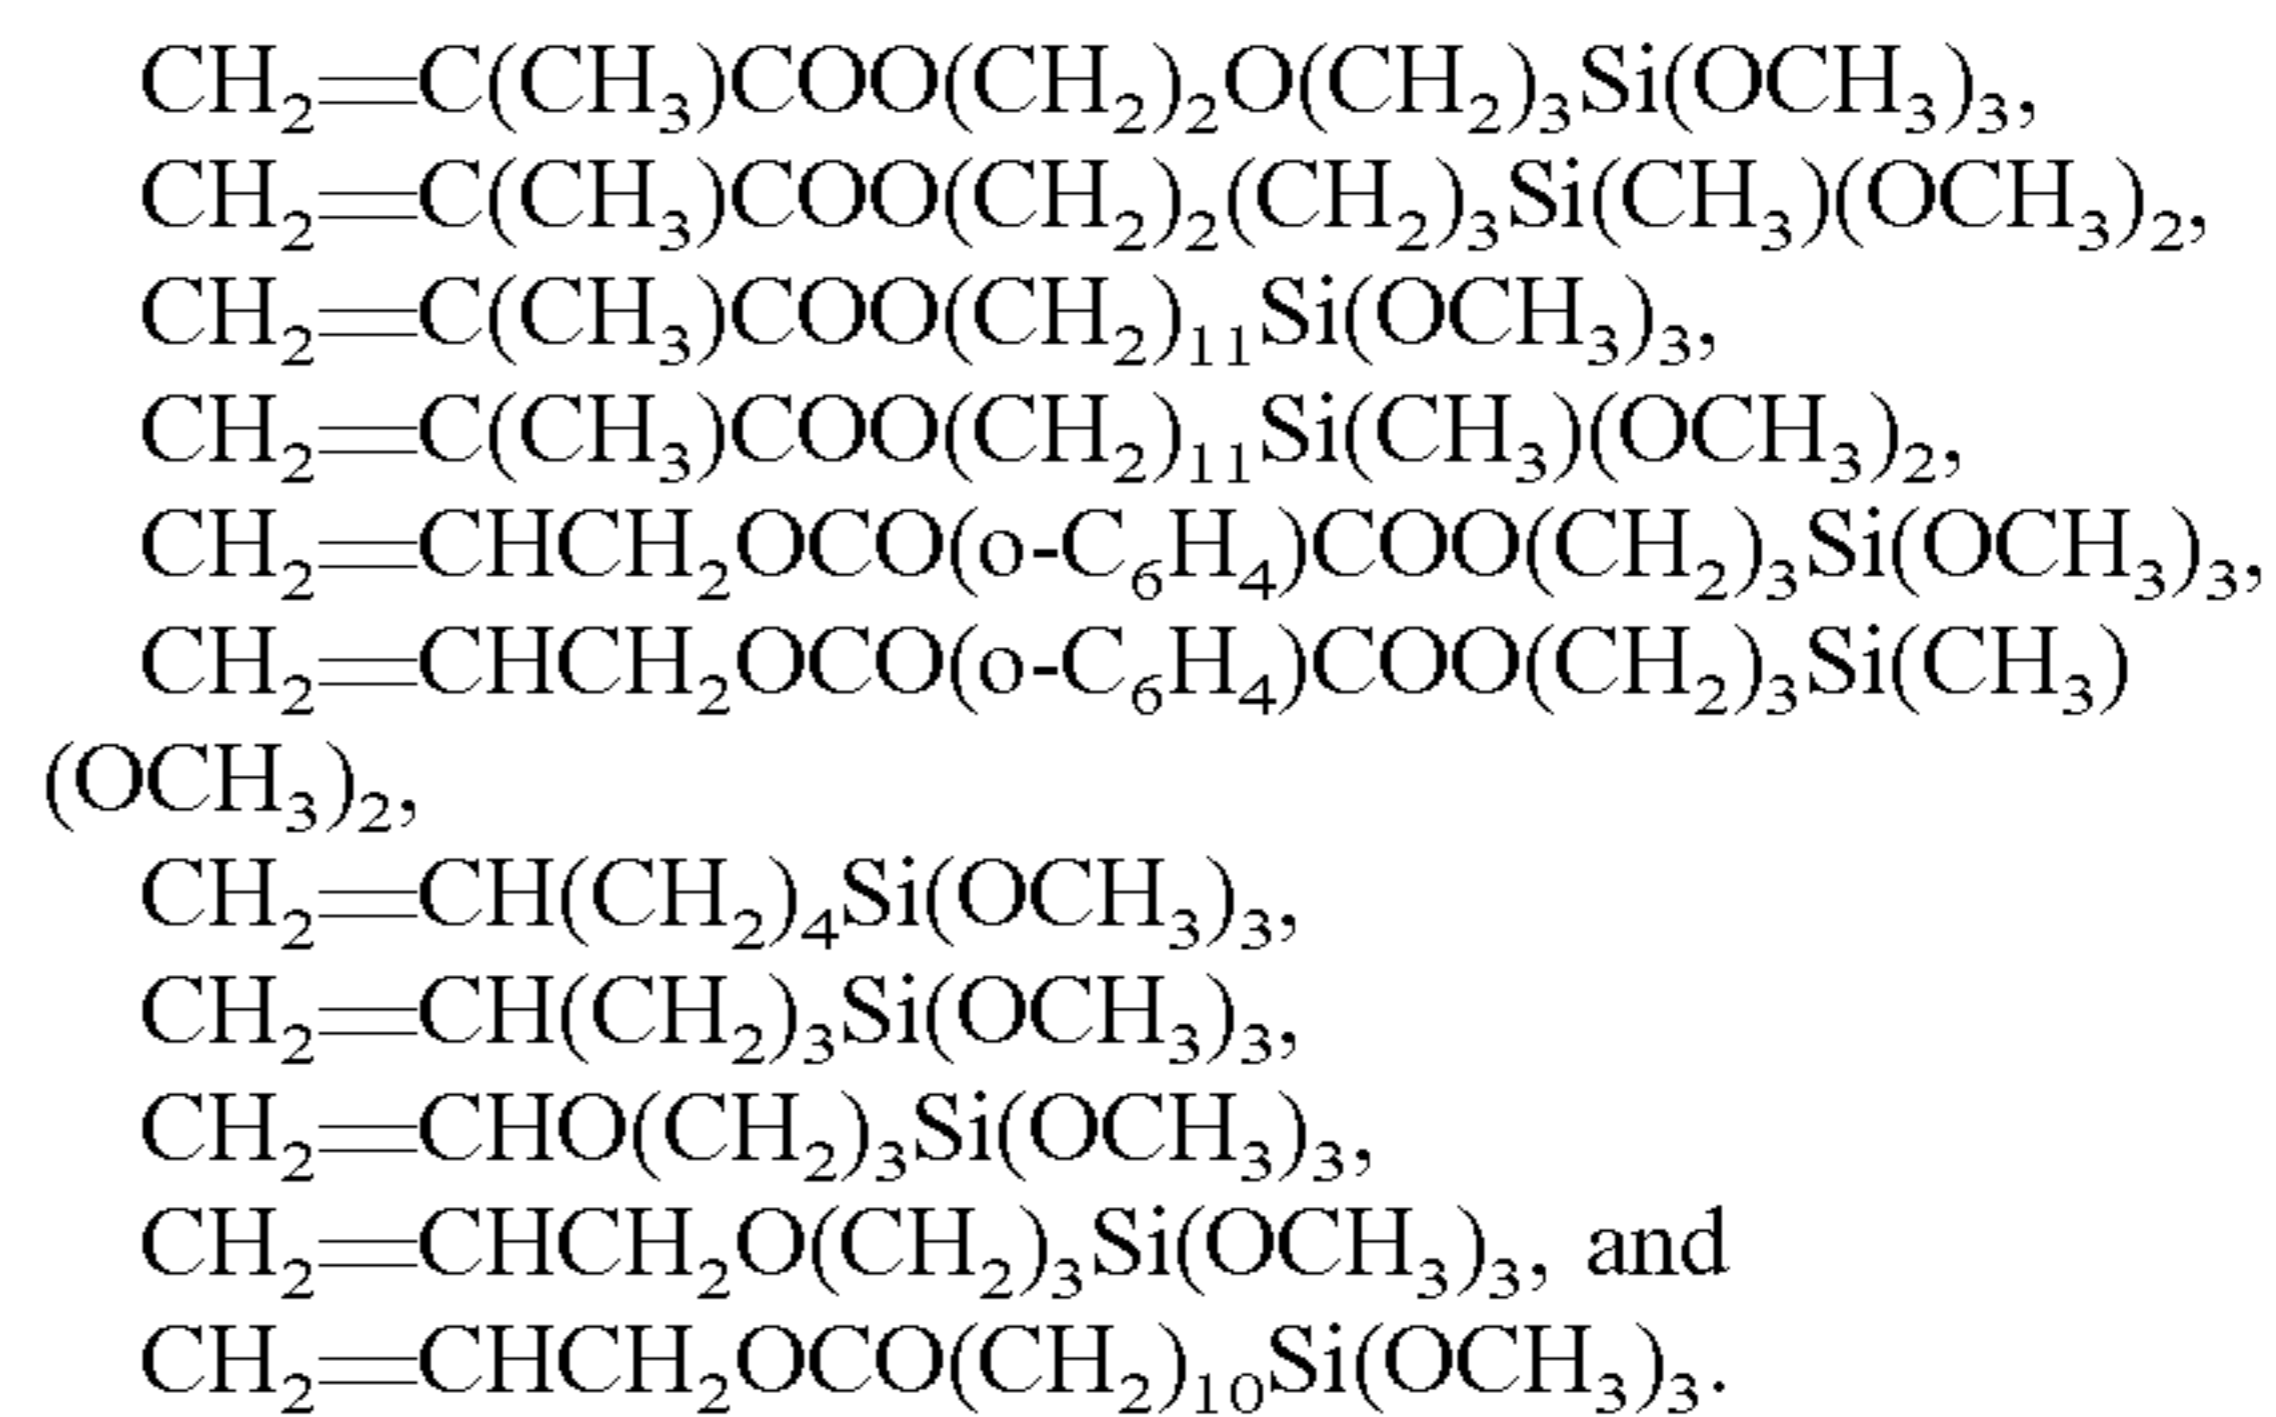 CH₂═C(CH₃)COO(CH₂)₂O(CH₂)₃Si(OCH₃)₃,
CH₂═C(CH₃)COO(CH₂)₂(CH₂)₃Si(CH₃)(OCH₃)₂,
CH₂═C(CH₃)COO(CH₂)₁₁Si(OCH₃)₃,
CH₂═C(CH₃)COO(CH₂)₁₁Si(CH₃)(OCH₃)₂,
CH₂═CHCH₂OCO(o-C₆H₄)COO(CH₂)₃Si(OCH₃)₃,
CH₂═CHCH₂OCO(o-C₆H₄)COO(CH₂)₃Si(CH₃)
(OCH₃)₂,
CH₂═CH(CH₂)₄Si(OCH₃)₃,
CH₂═CH(CH₂)₃Si(OCH₃)₃,
CH₂═CHO(CH₂)₃Si(OCH₃)₃,
CH₂═CHCH₂O(CH₂)₃Si(OCH₃)₃, and
CH₂═CHCH₂OCO(CH₂)₁₀Si(OCH₃)₃.